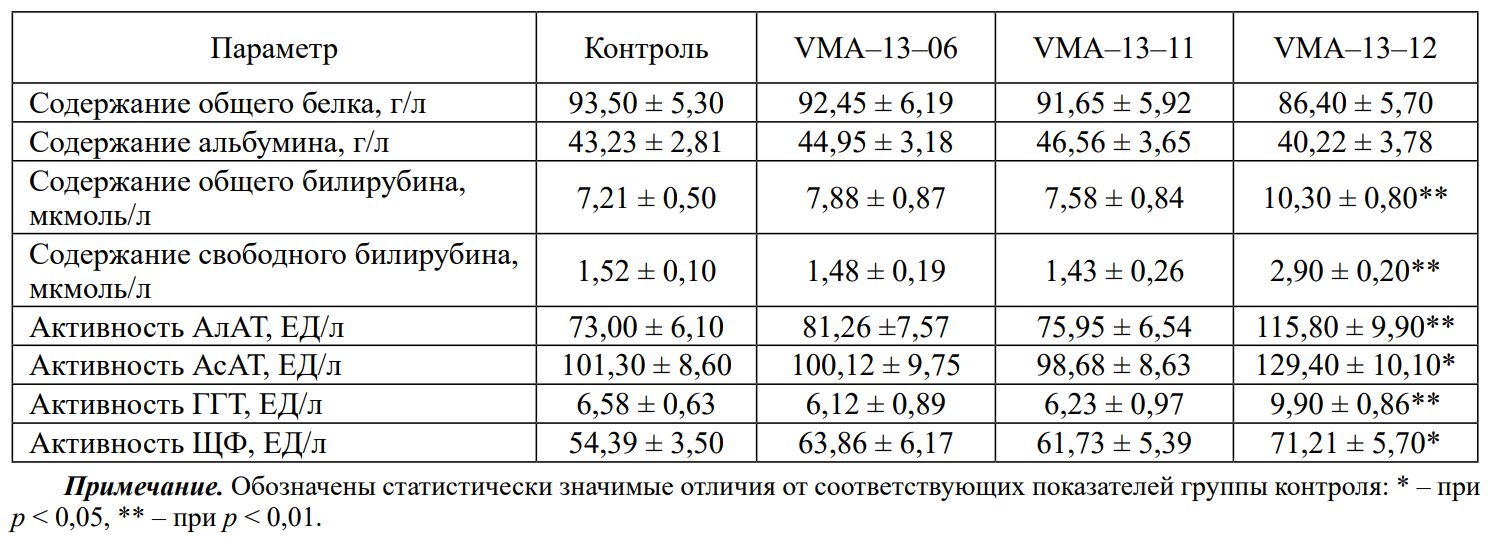 Параметр Контроль VMA–13–06 VMA–13–11 VMA–13–12
Содержание общего белка, г/л 93,50 ± 5,30 92,45 ± 6,19 91,65 ± 5,92 86,40 ± 5,70
Содержание альбумина, г/л 43,23 ± 2,81 44,95 ± 3,18 46,56 ± 3,65 40,22 ± 3,78
Содержание общего билирубина,
мкмоль/л 7,21 ± 0,50 7,88 ± 0,87 7,58 ± 0,84 10,30 ± 0,80**
Содержание свободного билирубина,
мкмоль/л 1,52 ± 0,10 1,48 ± 0,19 1,43 ± 0,26 2,90 ± 0,20**
Активность АлАТ, ЕД/л 73,00 ± 6,10 81,26 ±7,57 75,95 ± 6,54 115,80 ± 9,90**
Активность АсАТ, ЕД/л 101,30 ± 8,60 100,12 ± 9,75 98,68 ± 8,63 129,40 ± 10,10*
Активность ГГТ, ЕД/л 6,58 ± 0,63 6,12 ± 0,89 6,23 ± 0,97 9,90 ± 0,86**
Активность ЩФ, ЕД/л 54,39 ± 3,50 63,86 ± 6,17 61,73 ± 5,39 71,21 ± 5,70*
Примечание. Обозначены статистически значимые отличия от соответствующих показателей группы контроля: * – при
p < 0,05, ** – при p < 0,01.